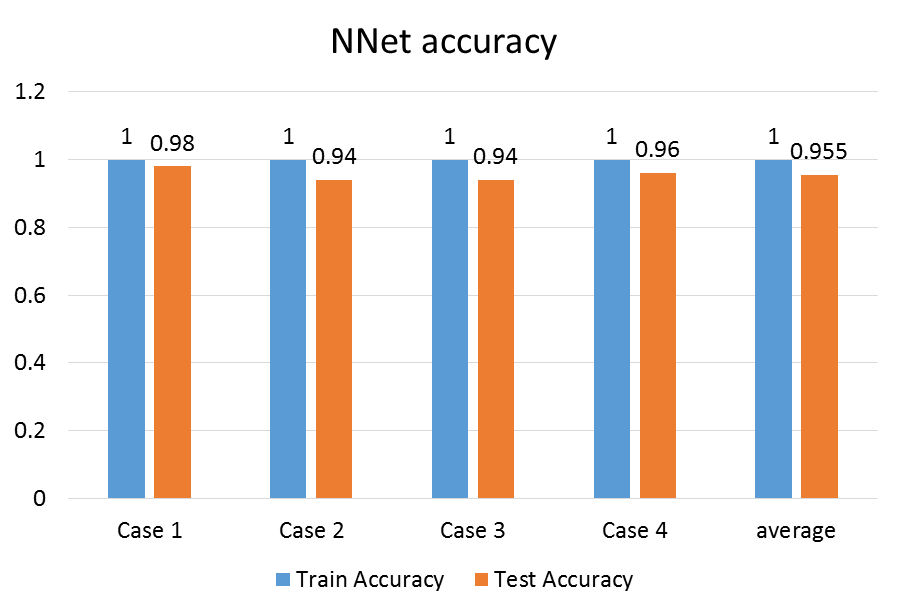 NNet accuracy
1.2
1
0.8
0.6
0.4
0.2
0
1 0.98 1 0.94 1 0.94 1 0.96 1 0.955
Case 1 Case 2 Case 3 Case 4 average
Train Accuracy Test Accuracy